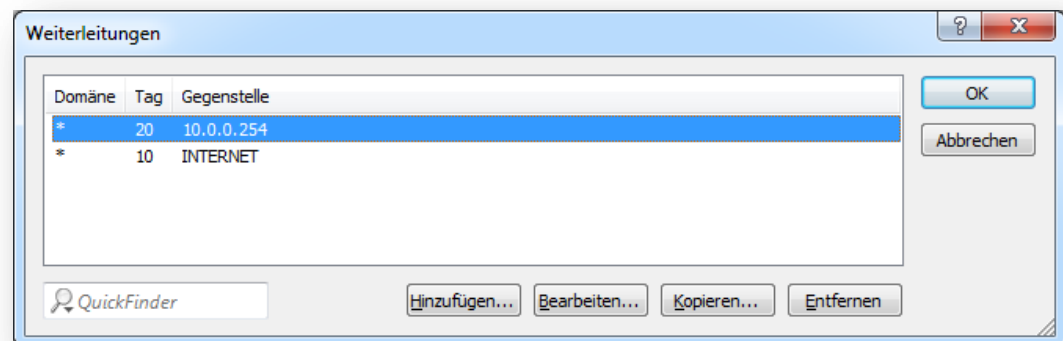 Weiterleitungen
Domäne Tag Gegenstelle
* 20 10.0.0.254
* 10 INTERNET
OK
Abbrechen
QuickFinder
Hinzufügen... Bearbeiten... Kopieren... Entfernen